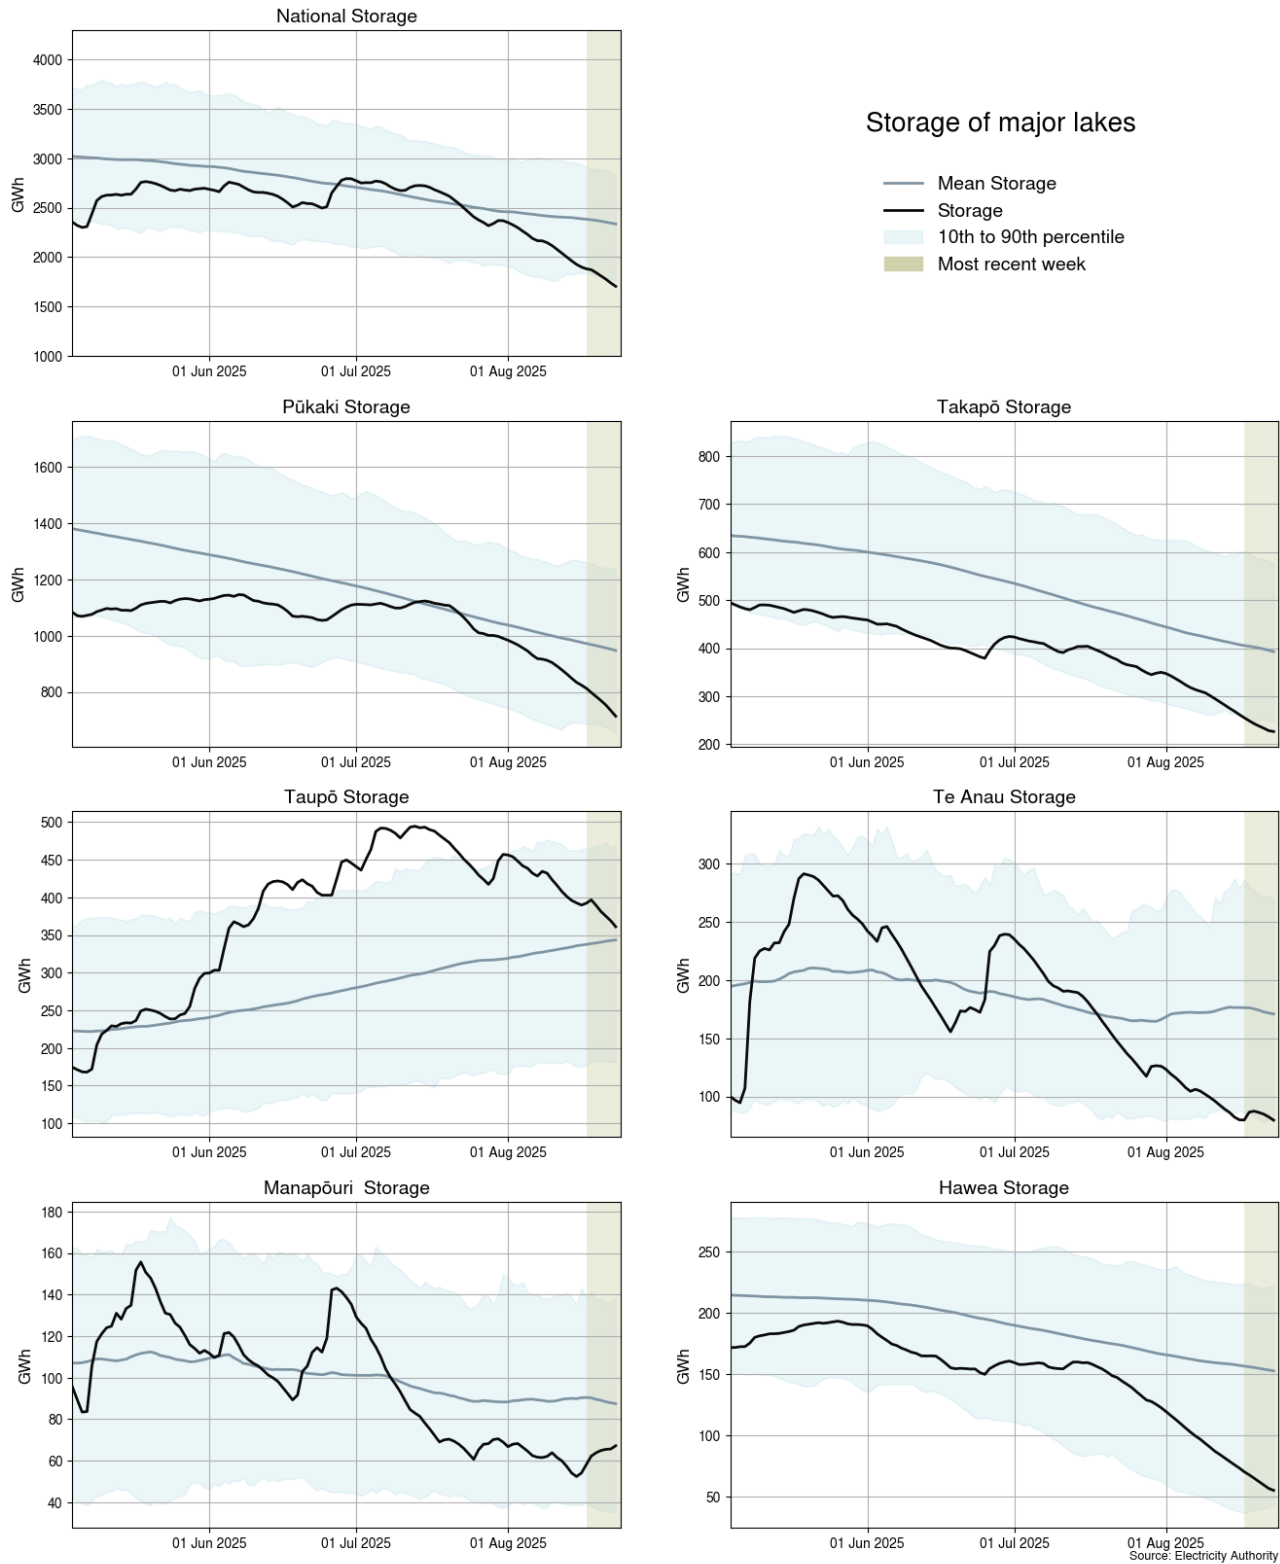 National Storage
4000
3500
3000
2500
2000
1500
1000
GWh
01 Jun 2025 01 Jul 2025 01 Aug 2025
Storage of major lakes
Mean Storage
Storage
10th to 90th percentile
Most recent week
Pūkaki Storage
1600
1400
1200
1000
800
GWh
01 Jun 2025 01 Jul 2025 01 Aug 2025
Takapō Storage
800
700
600
500
400
300
200
GWh
01 Jun 2025 01 Jul 2025 01 Aug 2025
Taupō Storage
500
450
400
350
300
250
200
150
100
GWh
01 Jun 2025 01 Jul 2025 01 Aug 2025
Te Anau Storage
300
250
200
150
100
GWh
01 Jun 2025 01 Jul 2025 01 Aug 2025
Manapōuri  Storage
180
160
140
120
100
80
60
40
GWh
01 Jun 2025 01 Jul 2025 01 Aug 2025
Hawea Storage
250
200
150
100
50
GWh
01 Jun 2025 01 Jul 2025 01 Aug 2025
Source: Electricity Authority